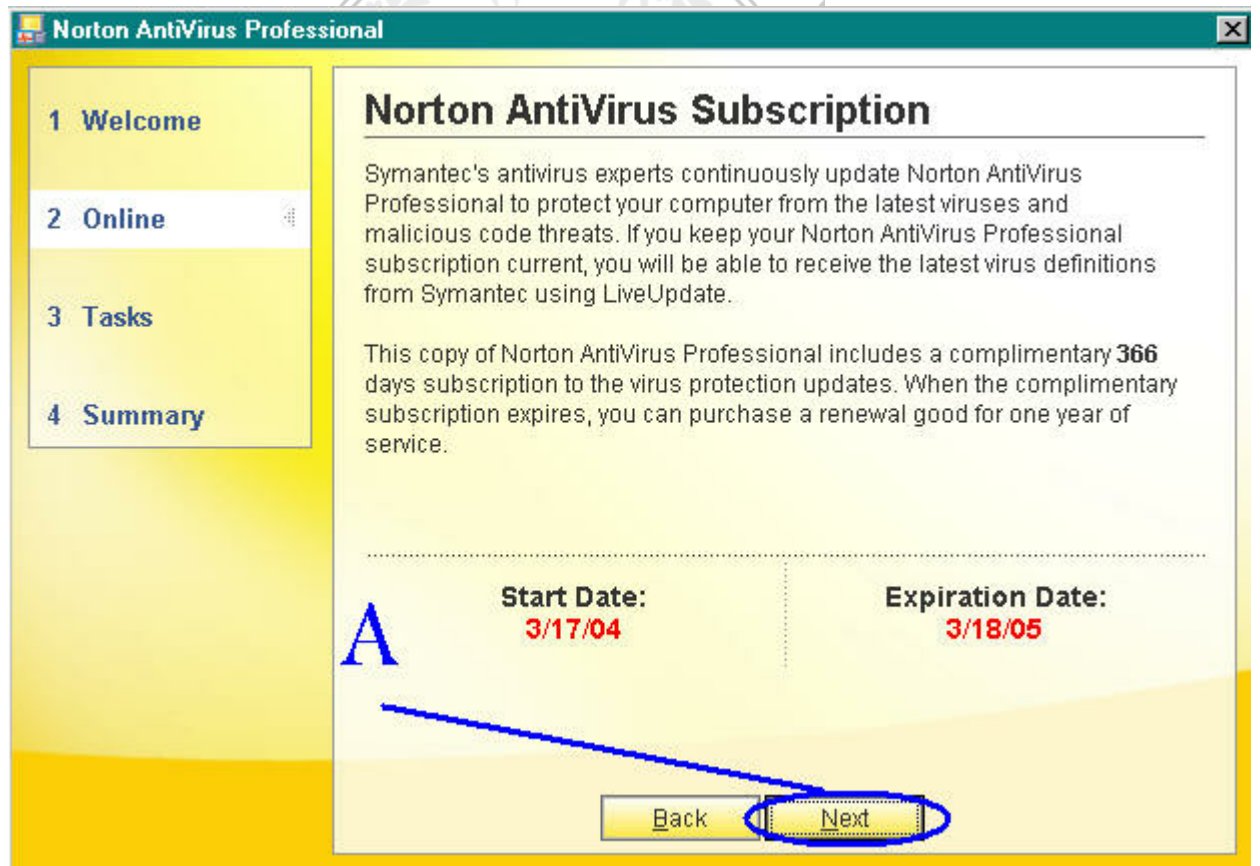 Norton AntiVirus Professional
1 Welcome
2 Online
3 Tasks
4 Summary
Norton AntiVirus Subscription
Symantec's antivirus experts continuously update Norton AntiVirus
Professional to protect your computer from the latest viruses and
malicious code threats. If you keep your Norton AntiVirus Professional
subscription current, you will be able to receive the latest virus definitions
from Symantec using LiveUpdate.
This copy of Norton AntiVirus Professional includes a complimentary 366
days subscription to the virus protection updates. When the complimentary
subscription expires, you can purchase a renewal good for one year of
service.
Start Date:
3/17/04
Expiration Date:
3/18/05
A
Back
Next